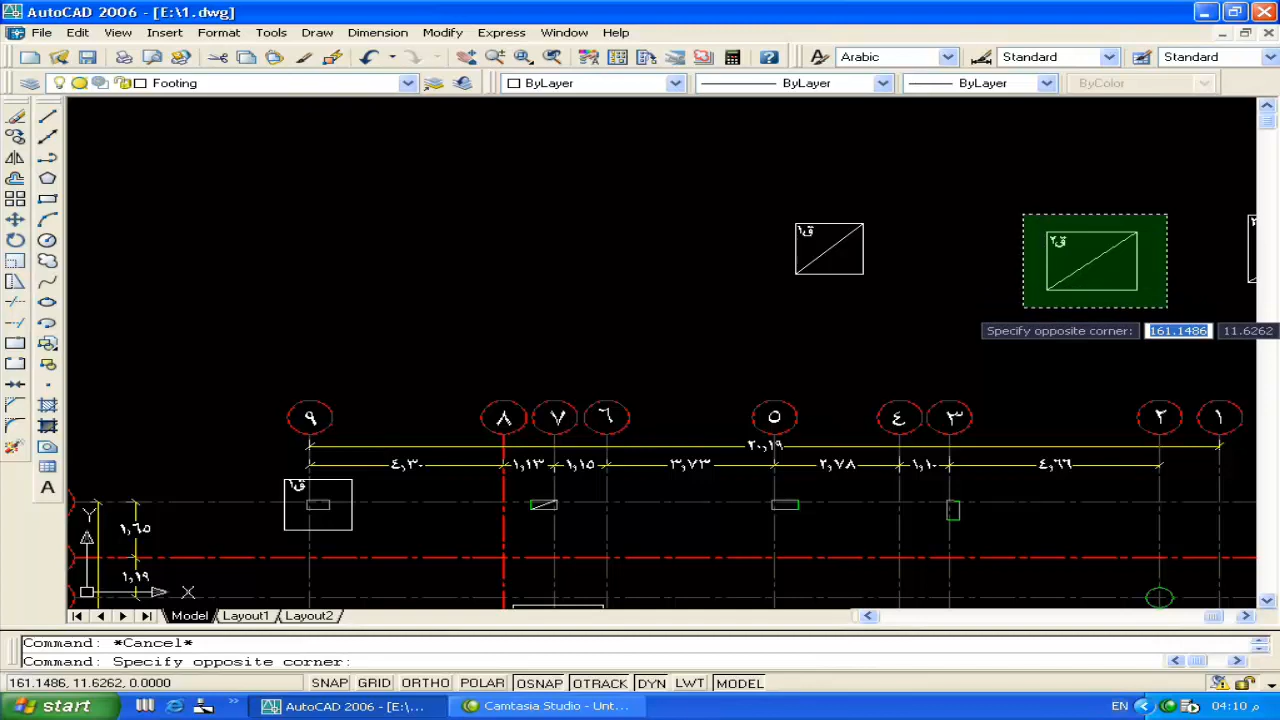 AutoCAD 2006 - [E:\1.dwg]
File Edit View Insert Format Tools Draw Dimension Modify Express Window Help
Arabic Standard Standard
Footing ByLayer ByLayer ByLayer ByColor
ق١
ق٢
Specify opposite corner: 161.1486 11.6262
٩ ٨ ٧ ٦ ٥ ٤ ٣ ٢ ١
٢٠,١٩
٤,٣٠ ١,١٣ ١,١٥ ٣,٧٣ ٢,٧٨ ١,١٠ ٤,٦٦
ق١
١,٦٥
Y
١,١٩
X
Model Layout1 Layout2
Command: *Cancel*
Command: Specify opposite corner:
161.1486, 11.6262, 0.0000 SNAP GRID ORTHO POLAR OSNAP OTRACK DYN LWT MODEL
start AutoCAD 2006 - [E:\... Camtasia Studio - Unt... EN 04:10 م